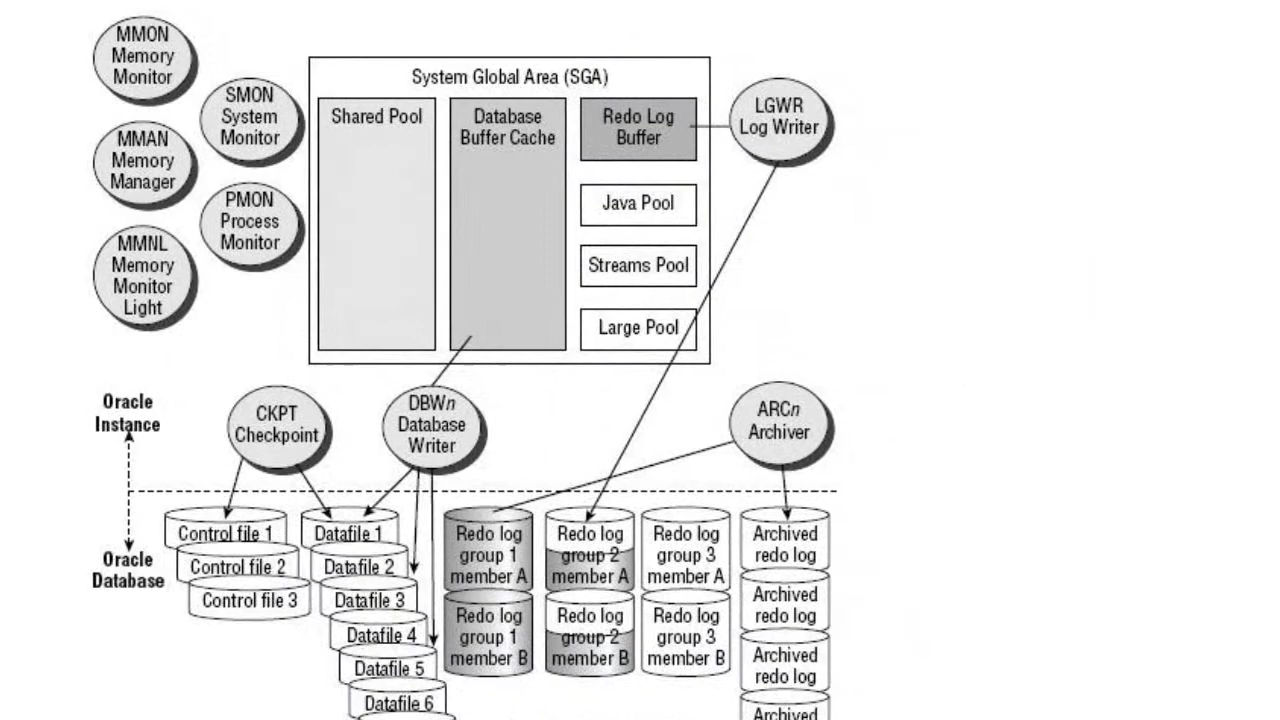 MMON
Memory
Monitor
SMON
System
Monitor
MMAN
Memory
Manager
PMON
Process
Monitor
MMNL
Memory
Monitor
Light
System Global Area (SGA)
Shared Pool
Database
Buffer Cache
Redo Log
Buffer
Java Pool
Streams Pool
Large Pool
LGWR
Log Writer
Oracle
Instance
CKPT
Checkpoint
DBWn
Database
Writer
ARCn
Archiver
Oracle
Database
Control file 1
Control file 2
Control file 3
Datafile 1
Datafile 2
Datafile 3
Datafile 4
Datafile 5
Datafile 6
Redo log
group 1
member A
Redo log
group 1
member B
Redo log
group 2
member A
Redo log
group 2
member B
Redo log
group 3
member A
Redo log
group 3
member B
Archived
redo log
Archived
redo log
Archived
redo log
Archived